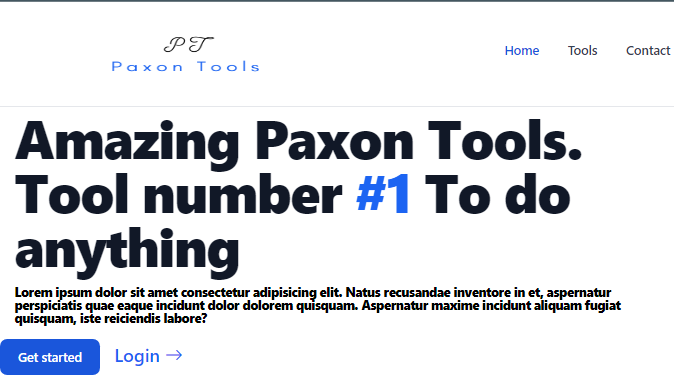 PT
Paxon Tools
Home Tools Contact
Amazing Paxon Tools.
Tool number #1 To do
anything
Lorem ipsum dolor sit amet consectetur adipisicing elit. Natus recusandae inventore in et, aspernatur
perspiciatis quae eaque incidunt dolor dolorem quisquam. Aspernatur maxime incidunt aliquam fugiat
quisquam, iste reiciendis labore?
Get started Login →